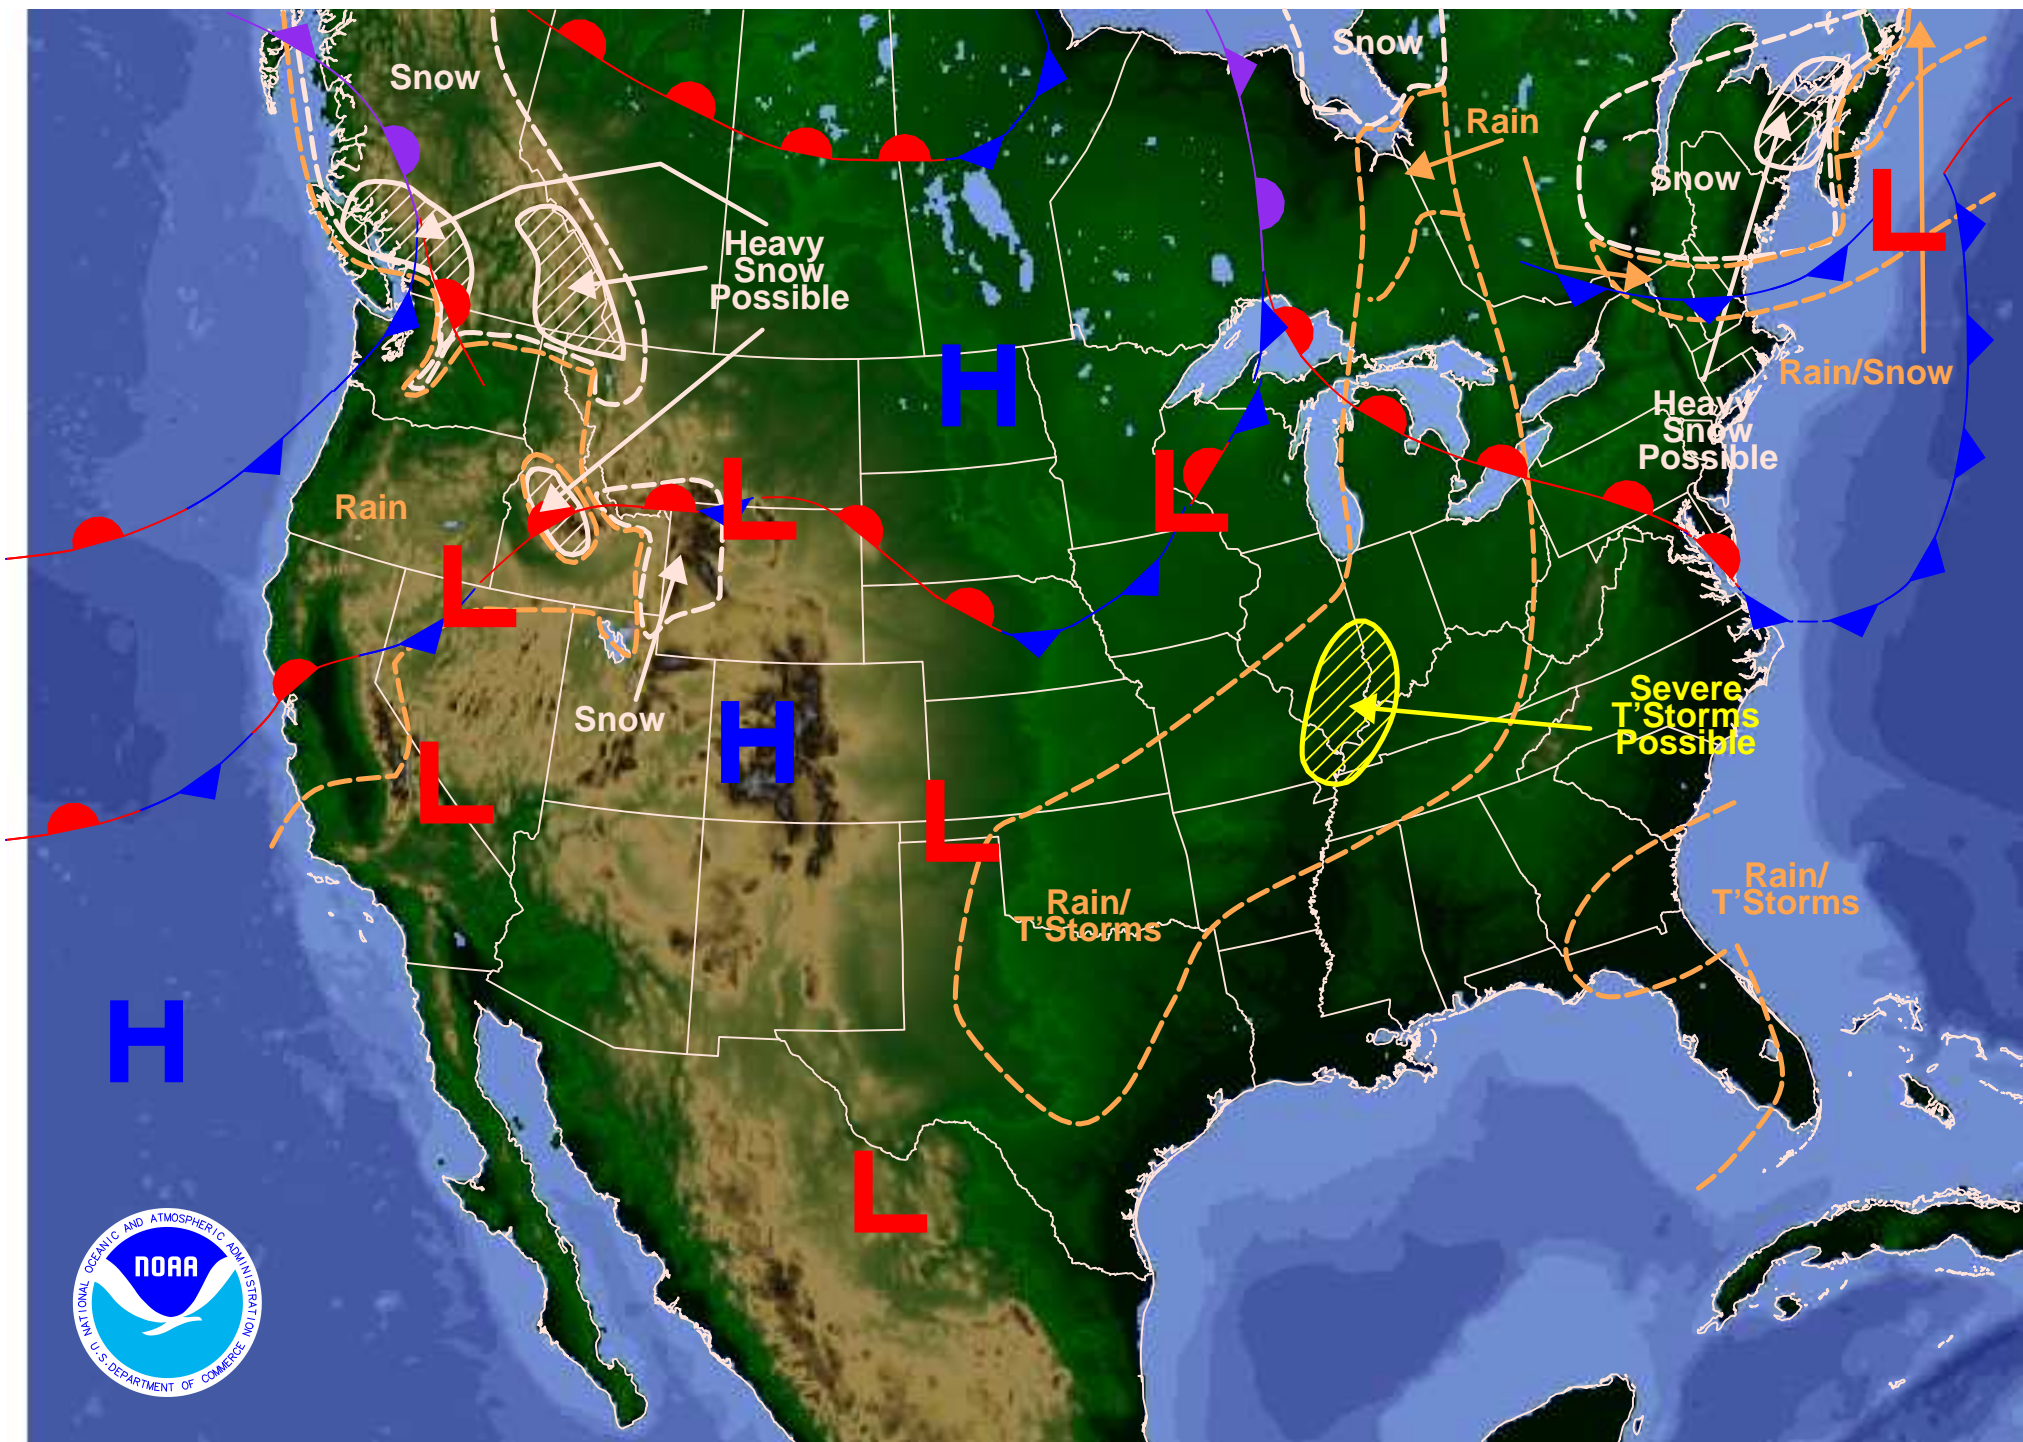 Snow
Snow
Rain
Snow
Heavy
Snow
Possible
Rain/Snow
Heavy
Snow
Possible
H
L
L
L
Rain
L
Snow
H
Severe
T'Storms
Possible
L
L
Rain/
T'Storms
Rain/
T'Storms
H
L
NATIONAL OCEANIC AND ATMOSPHERIC ADMINISTRATION
NOAA
U.S. DEPARTMENT OF COMMERCE